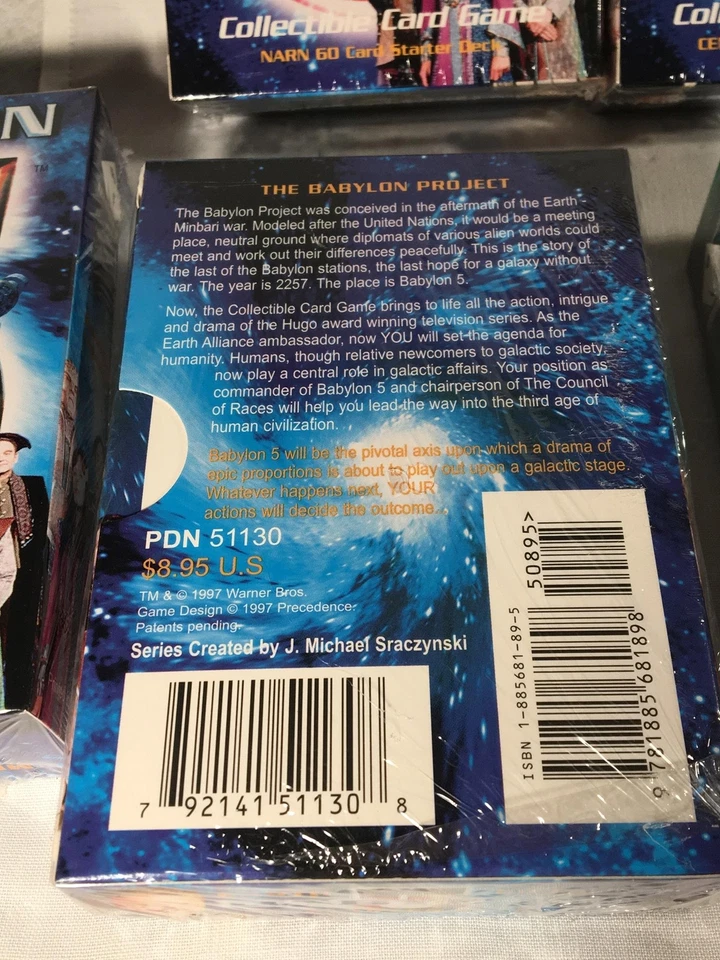 Collectible Card Game
NARN 60 Card Starter Deck
Col
CE
N
TM
THE BABYLON PROJECT
The Babylon Project was conceived in the aftermath of the Earth -
Minbari war. Modeled after the United Nations, it would be a meeting
place, neutral ground where diplomats of various alien worlds could
meet and work out their differences peacefully. This is the story of
the last of the Babylon stations, the last hope for a galaxy without
war. The year is 2257. The place is Babylon 5.
Now, the Collectible Card Game brings to life all the action, intrigue
and drama of the Hugo award winning television series. As the
Earth Alliance ambassador, now YOU will set the agenda for
humanity. Humans, though relative newcomers to galactic society,
now play a central role in galactic affairs. Your position as
commander of Babylon 5 and chairperson of The Council
of Races will help you lead the way into the third age of
human civilization.
Babylon 5 will be the pivotal axis upon which a drama of
epic proportions is about to play out upon a galactic stage.
Whatever happens next, YOUR
actions will decide the outcome...
PDN 51130
$8.95 U.S
TM & © 1997 Warner Bros.
Game Design © 1997 Precedence.
Patents pending.
Series Created by J. Michael Sraczynski
7 92141 51130 8
50895>
ISBN 1-885681-89-5
9 781885 681898